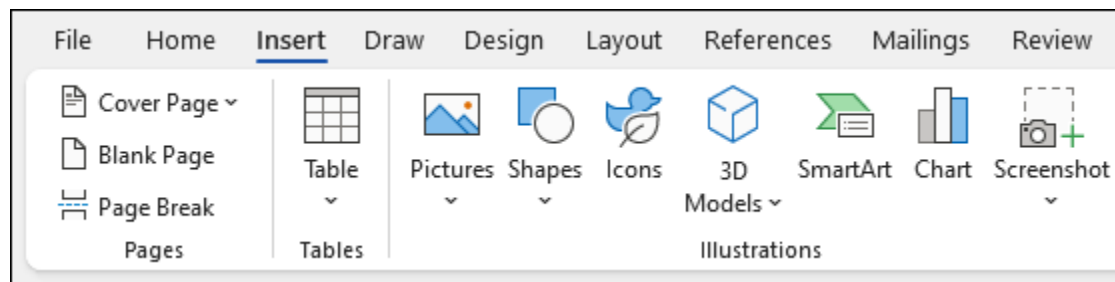 File Home Insert Draw Design Layout References Mailings Review
Cover Page
Blank Page
Page Break
Pages
Table
Tables
Pictures
Shapes
Icons
3D
Models
SmartArt
Chart
Screenshot
Illustrations